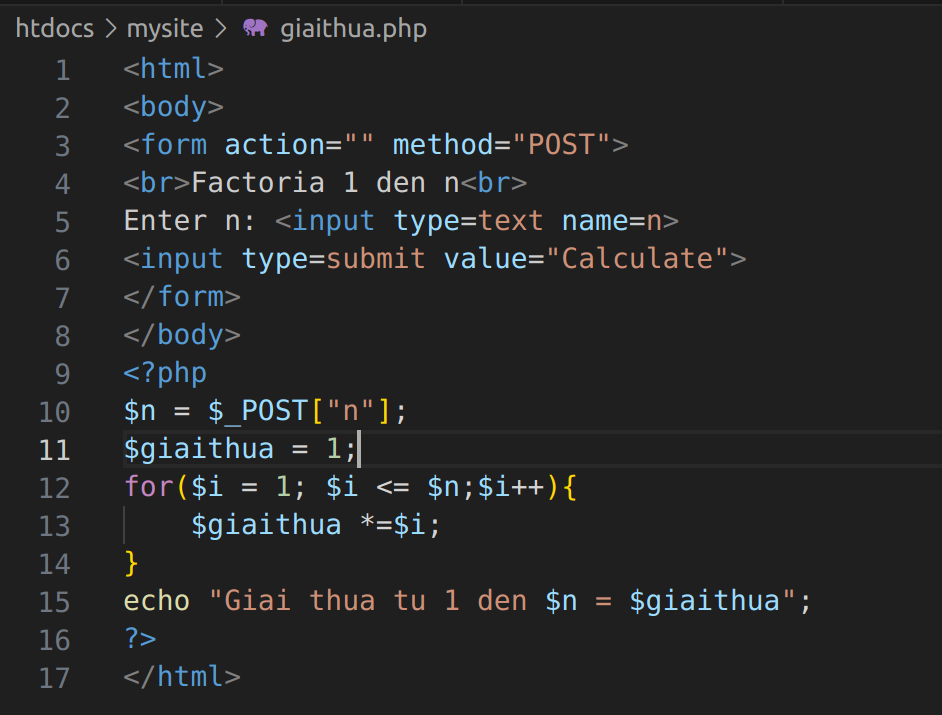 htdocs > mysite > giaithua.php
1 <html>
2 <body>
3 <form action="" method="POST">
4 <br>Factoria 1 den n<br>
5 Enter n: <input type=text name=n>
6 <input type=submit value="Calculate">
7 </form>
8 </body>
9 <?php
10 $n = $_POST["n"];
11 $giaithua = 1;
12 for($i = 1; $i <= $n;$i++){
13     $giaithua *=$i;
14 }
15 echo "Giai thua tu 1 den $n = $giaithua";
16 ?>
17 </html>